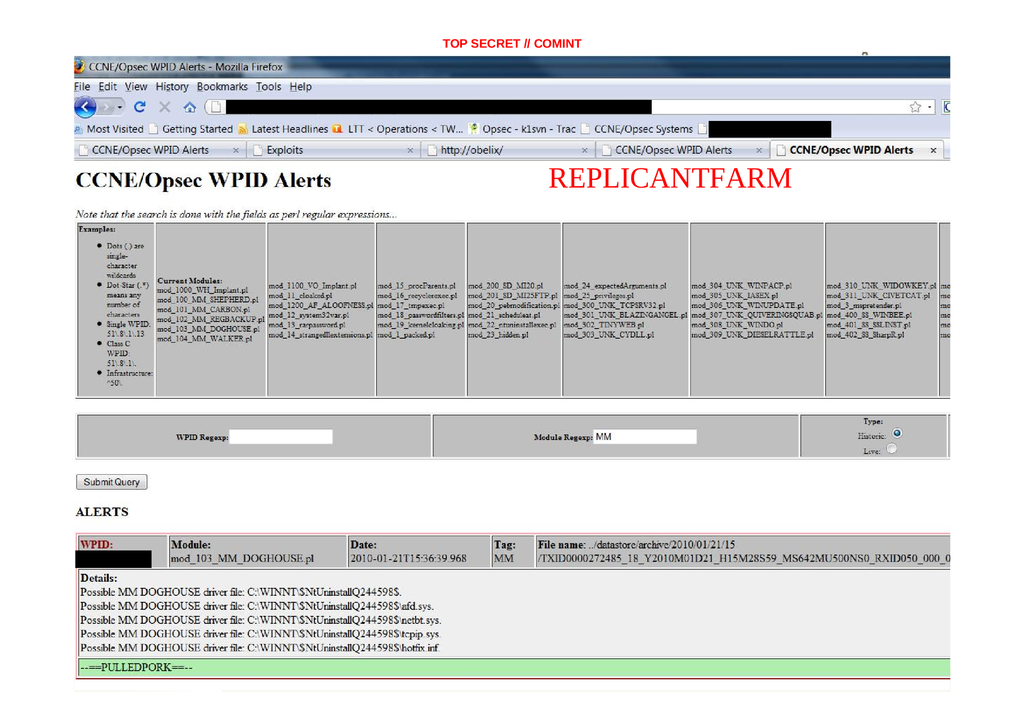 TOP SECRET // COMINT
CCNE/Opsec WPID Alerts - Mozilla Firefox
File Edit View History Bookmarks Tools Help
Most Visited Getting Started Latest Headlines LTT < Operations < TW... Opsec - k1svn - Trac CCNE/Opsec Systems
CCNE/Opsec WPID Alerts × Exploits × http://obelix/ × CCNE/Opsec WPID Alerts × CCNE/Opsec WPID Alerts ×
CCNE/Opsec WPID Alerts
REPLICANTFARM
Note that the search is done with the fields as perl regular expressions...
Examples:
Dots (.) are
single-
character
wildcards
Dot-Star (.*)
means any
number of
characters
Single WPID:
51\.8\.1\.13
Class C
WPID:
51\.8\.1\.
Infrastructure:
^50\.
Current Modules:
mod_1000_WH_Implant.pl
mod_100_MM_SHEPHERD.pl
mod_101_MM_CARBON.pl
mod_102_MM_REGBACKUP.pl
mod_103_MM_DOGHOUSE.pl
mod_104_MM_WALKER.pl
mod_1100_VO_Implant.pl
mod_11_cloaked.pl
mod_1200_AP_ALOOFNESS.pl
mod_12_system32var.pl
mod_13_rarpassword.pl
mod_14_strangedllextensions.pl
mod_15_procParents.pl
mod_16_recyclerexec.pl
mod_17_tmpexec.pl
mod_18_passwordfilters.pl
mod_19_kernelcloaking.pl
mod_1_packed.pl
mod_200_SD_MI20.pl
mod_201_SD_MI25FTP.pl
mod_20_pebmodification.pl
mod_21_scheduleat.pl
mod_22_ntuninstallexec.pl
mod_23_hidden.pl
mod_24_expectedArguments.pl
mod_25_privileges.pl
mod_300_UNK_TCPSRV32.pl
mod_301_UNK_BLAZINGANGEL.pl
mod_302_TINYWEB.pl
mod_303_UNK_CYDLL.pl
mod_304_UNK_WINPACP.pl
mod_305_UNK_IASEX.pl
mod_306_UNK_WINUPDATE.pl
mod_307_UNK_QUIVERINGSQUAB.pl
mod_308_UNK_WINDO.pl
mod_309_UNK_DIESELRATTLE.pl
mod_310_UNK_WIDOWKEY.pl
mod_311_UNK_CIVETCAT.pl
mod_3_mspretender.pl
mod_400_SS_WINBEE.pl
mod_401_SS_SSLINST.pl
mod_402_SS_SharpR.pl
WPID Regexp:
Module Regexp: MM
Type:
Historic:
Live:
Submit Query
ALERTS
WPID: Module: Date: Tag: File name: ../datastore/archive/2010/01/21/15
mod_103_MM_DOGHOUSE.pl 2010-01-21T15:36:39.968 MM /TXID0000272485_18_Y2010M01D21_H15M28S59_MS642MU500NS0_RXID050_000_0
Details:
Possible MM DOGHOUSE driver file: C:\WINNT\$NtUninstallQ244598$.
Possible MM DOGHOUSE driver file: C:\WINNT\$NtUninstallQ244598$\afd.sys.
Possible MM DOGHOUSE driver file: C:\WINNT\$NtUninstallQ244598$\netbt.sys.
Possible MM DOGHOUSE driver file: C:\WINNT\$NtUninstallQ244598$\tcpip.sys.
Possible MM DOGHOUSE driver file: C:\WINNT\$NtUninstallQ244598$\hotfix.inf.
--==PULLEDPORK==--